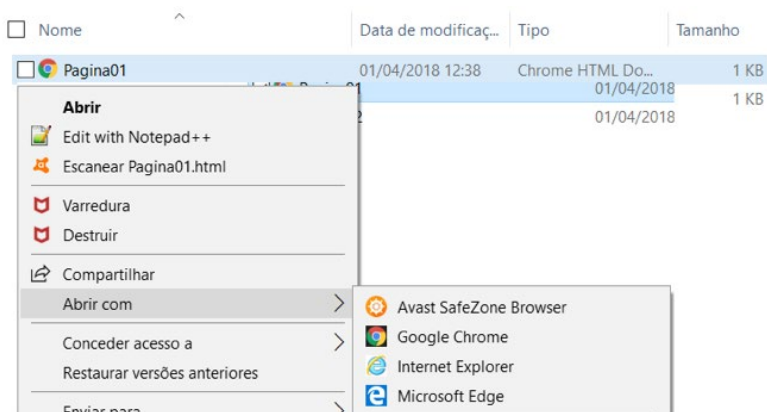 Nome Data de modificaç... Tipo Tamanho
Pagina01 01/04/2018 12:38 Chrome HTML Do... 1 KB
01/04/2018
1 KB
01/04/2018
Abrir
Edit with Notepad++
Escanear Pagina01.html
Varredura
Destruir
Compartilhar
Abrir com
Conceder acesso a
Restaurar versões anteriores
Enviar para
Avast SafeZone Browser
Google Chrome
Internet Explorer
Microsoft Edge